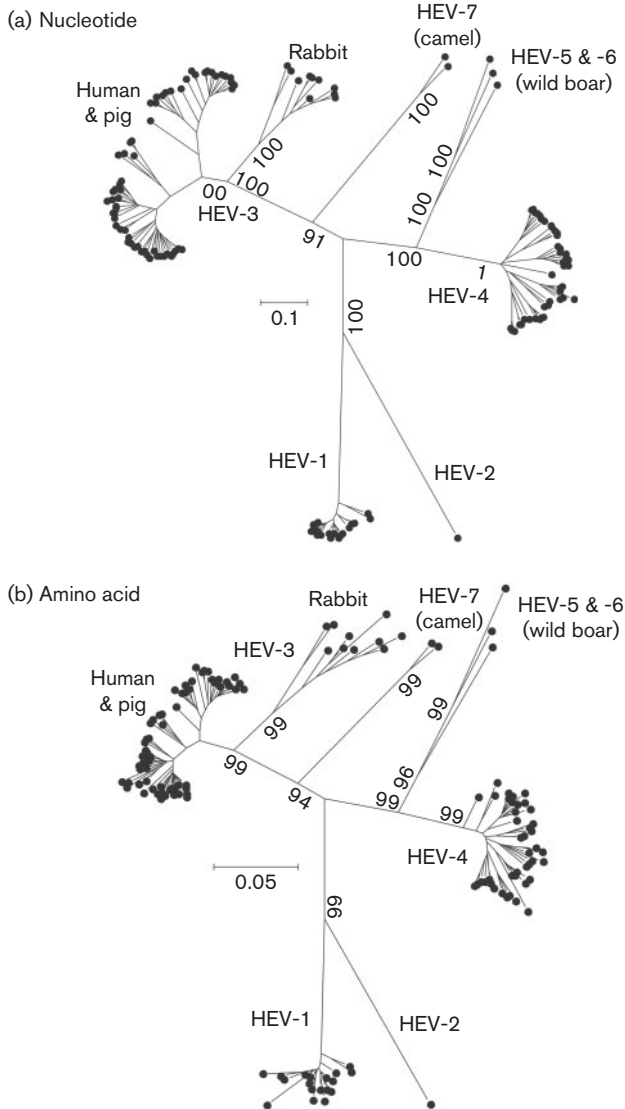 (a) Nucleotide
HEV-7
(camel)
HEV-5 & -6
(wild boar)
Rabbit
Human
& pig
100
100
100
100
00
100
HEV-3
91
100
1
HEV-4
0.1
100
HEV-1
HEV-2
(b) Amino acid
Rabbit
HEV-7
(camel)
HEV-5 & -6
(wild boar)
HEV-3
Human
& pig
99
99
99
96
99
94
99
99
HEV-4
0.05
99
HEV-1
HEV-2